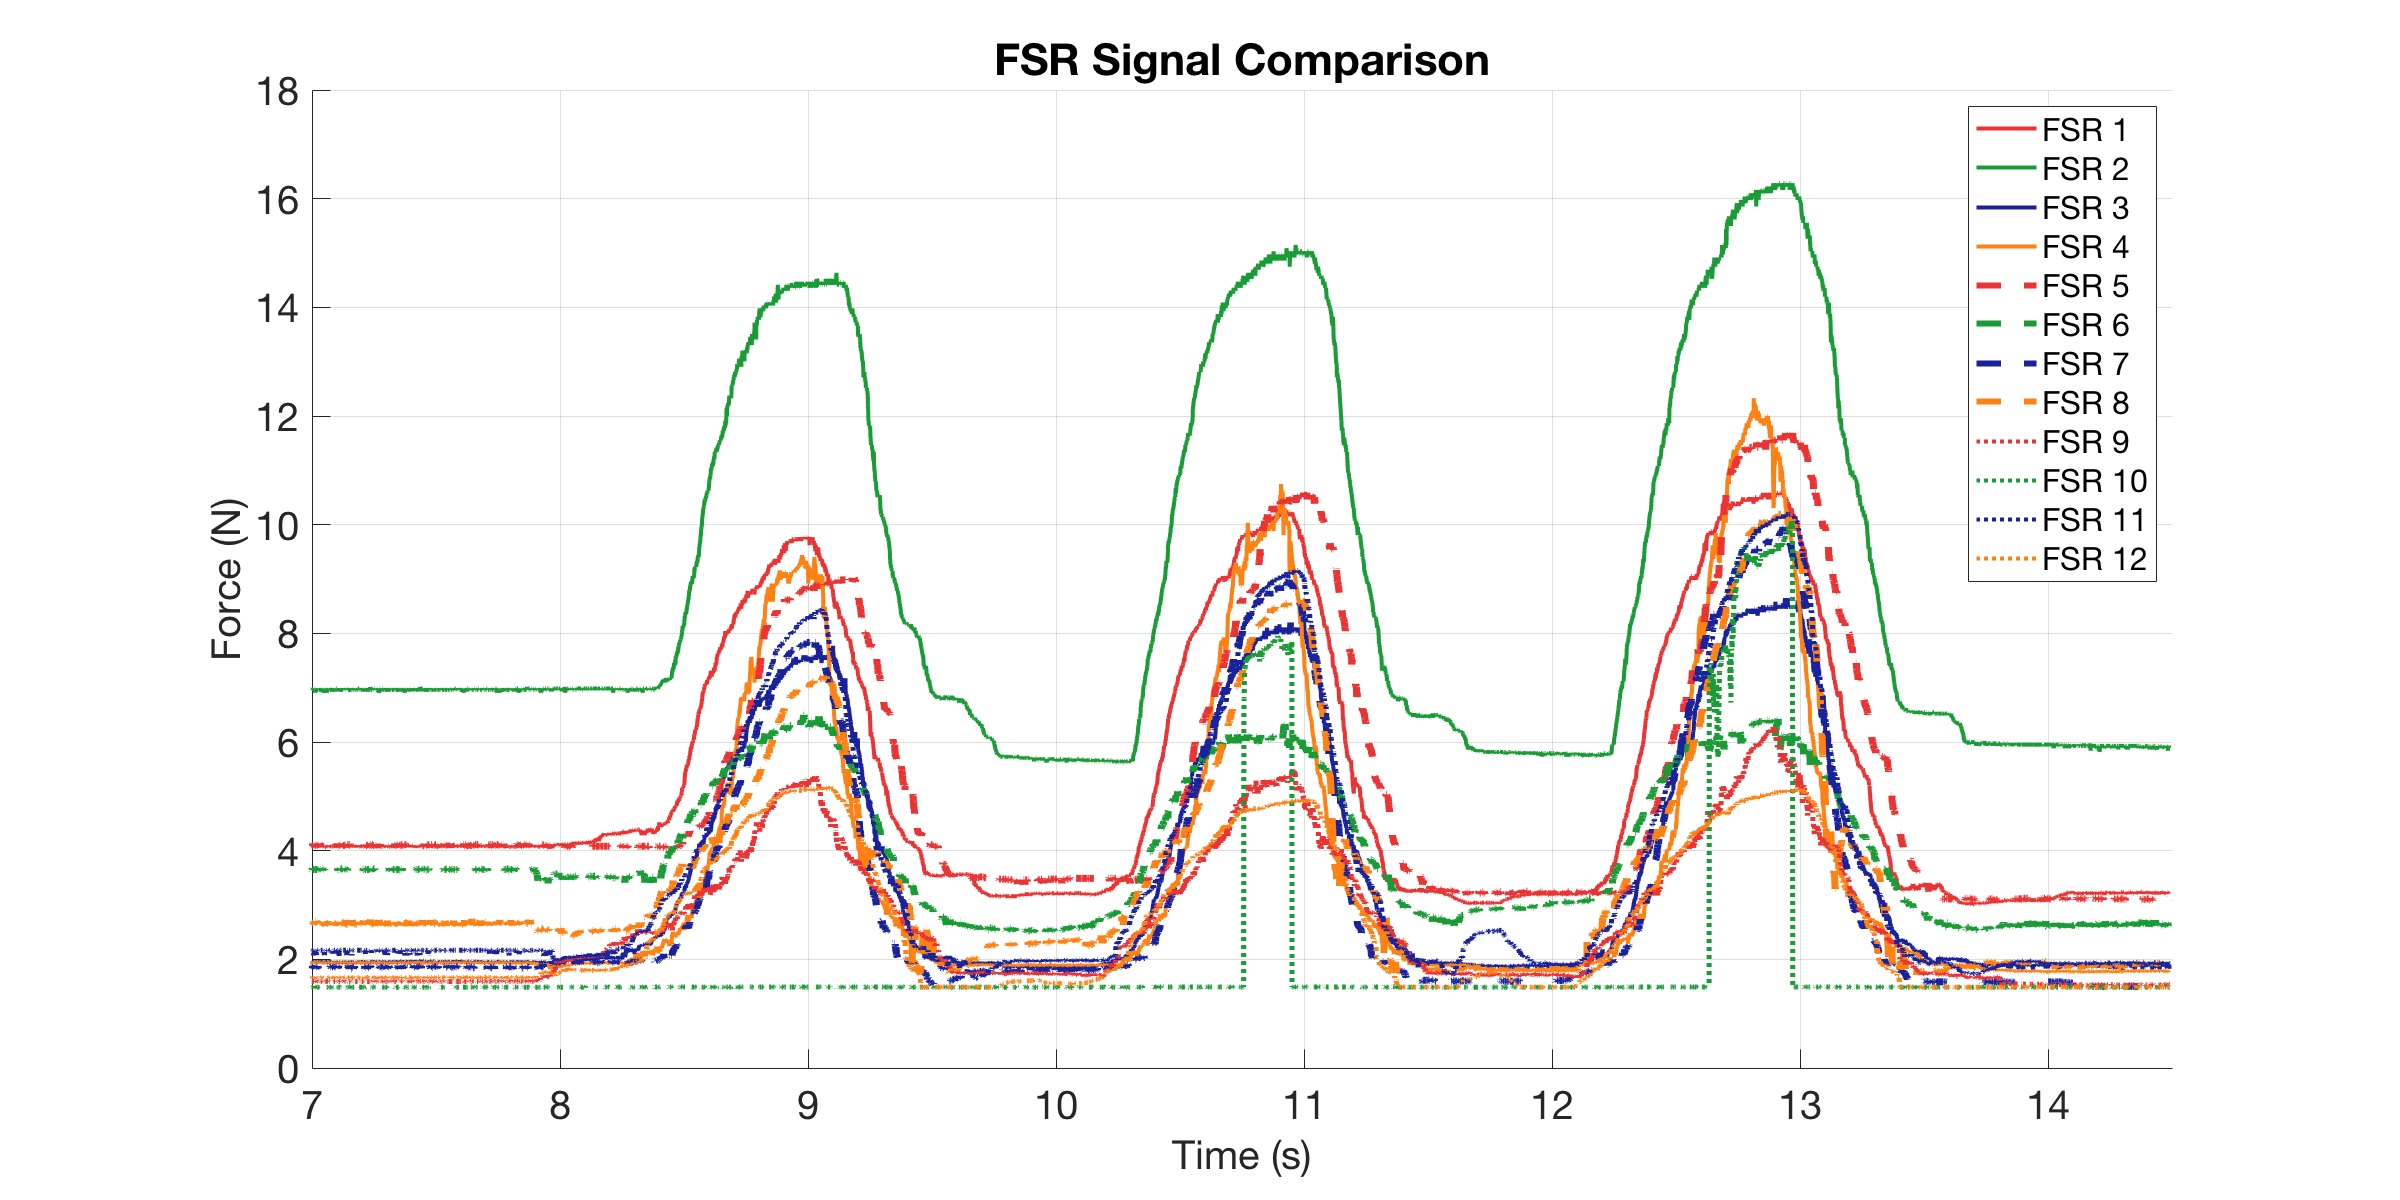 FSR Signal Comparison
18
16
14
12
10
8
6
4
2
0
Force (N)
7 8 9 10 11 12 13 14
Time (s)
FSR 1
FSR 2
FSR 3
FSR 4
FSR 5
FSR 6
FSR 7
FSR 8
FSR 9
FSR 10
FSR 11
FSR 12